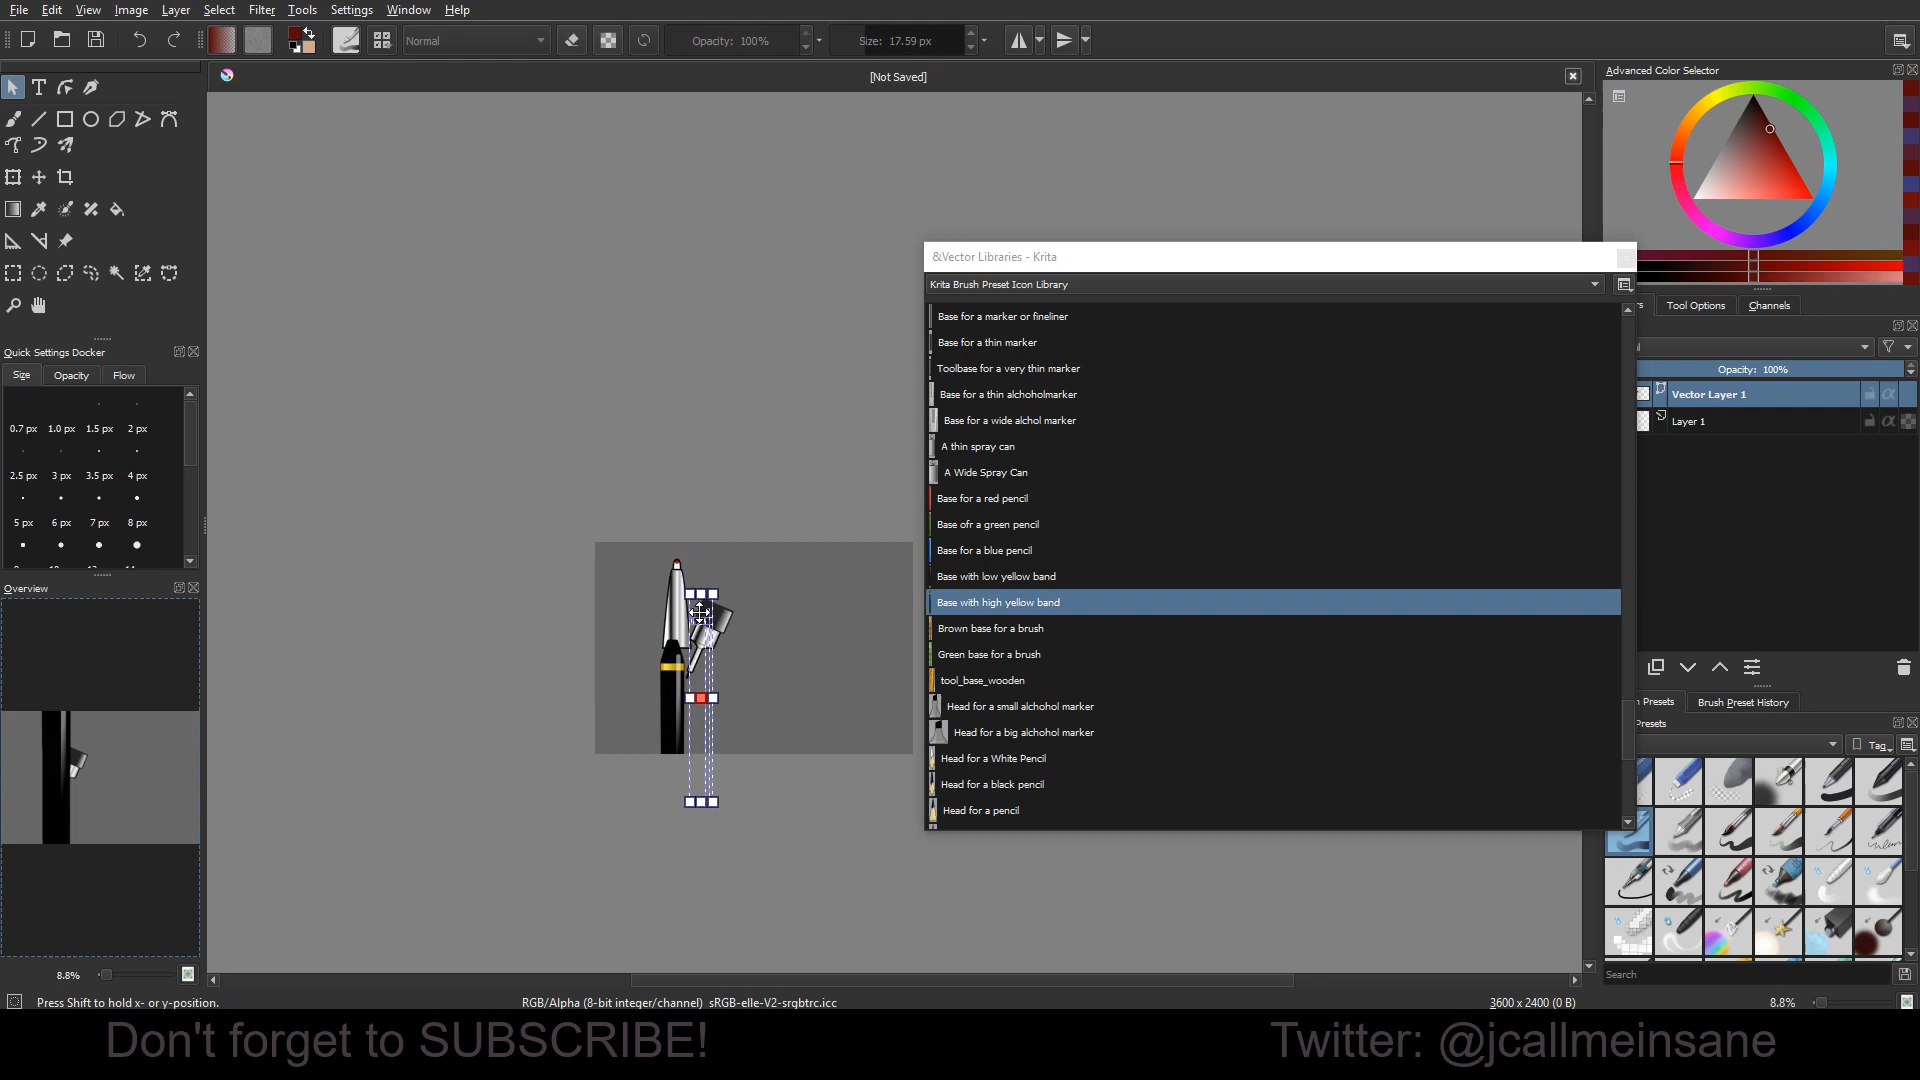 File Edit View Image Layer Select Filter Tools Settings Window Help
Normal
Opacity: 100%
Size: 17.59 px
[Not Saved]
Advanced Color Selector
&Vector Libraries - Krita
Krita Brush Preset Icon Library
Base for a marker or fineliner
Base for a thin marker
Toolbase for a very thin marker
Base for a thin alchoholmarker
Base for a wide alchol marker
A thin spray can
A Wide Spray Can
Base for a red pencil
Base ofr a green pencil
Base for a blue pencil
Base with low yellow band
Base with high yellow band
Brown base for a brush
Green base for a brush
tool_base_wooden
Head for a small alchohol marker
Head for a big alchohol marker
Head for a White Pencil
Head for a black pencil
Head for a pencil
Quick Settings Docker
Size Opacity Flow
0.7 px 1.0 px 1.5 px 2 px
2.5 px 3 px 3.5 px 4 px
5 px 6 px 7 px 8 px
Overview
8.8%
Tool Options Channels
Opacity: 100%
Vector Layer 1
Layer 1
Presets Brush Preset History
Presets
Tag
Search
Press Shift to hold x- or y-position.
RGB/Alpha (8-bit integer/channel) sRGB-elle-V2-srgbtrc.icc
3600 x 2400 (0 B)
8.8%
Don't forget to SUBSCRIBE!
Twitter: @jcallmeinsane